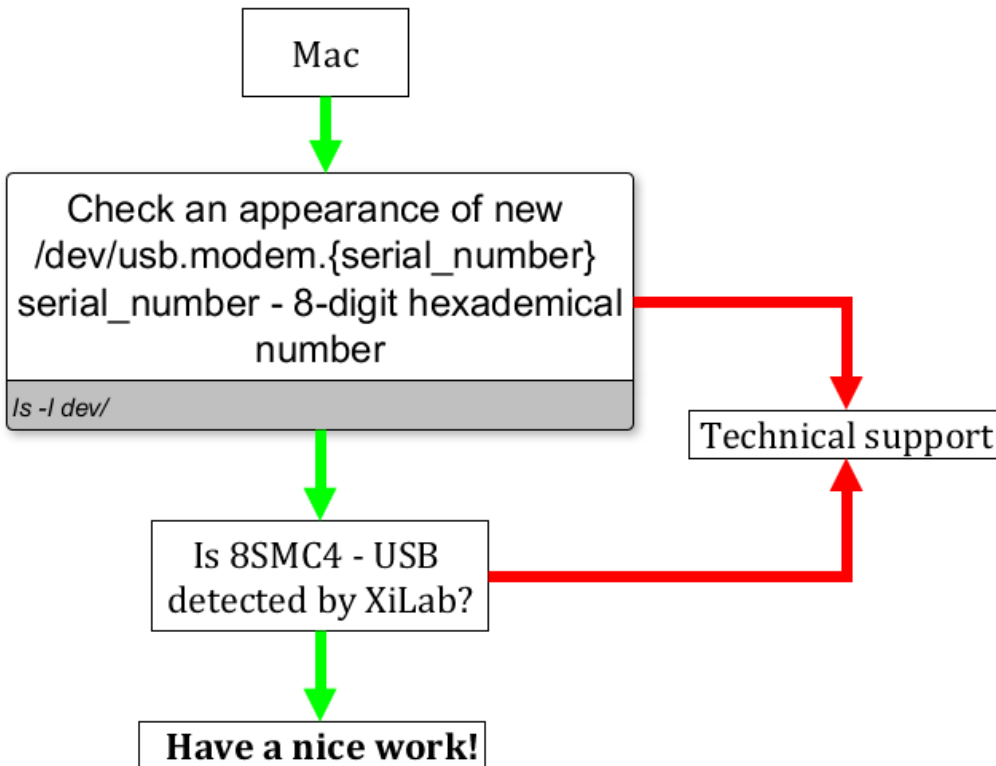 Mac
Check an appearance of new
/dev/usb.modem.{serial_number}
serial_number - 8-digit hexademical
number
ls -l dev/
Technical support
Is 8SMC4 - USB
detected by XiLab?
Have a nice work!